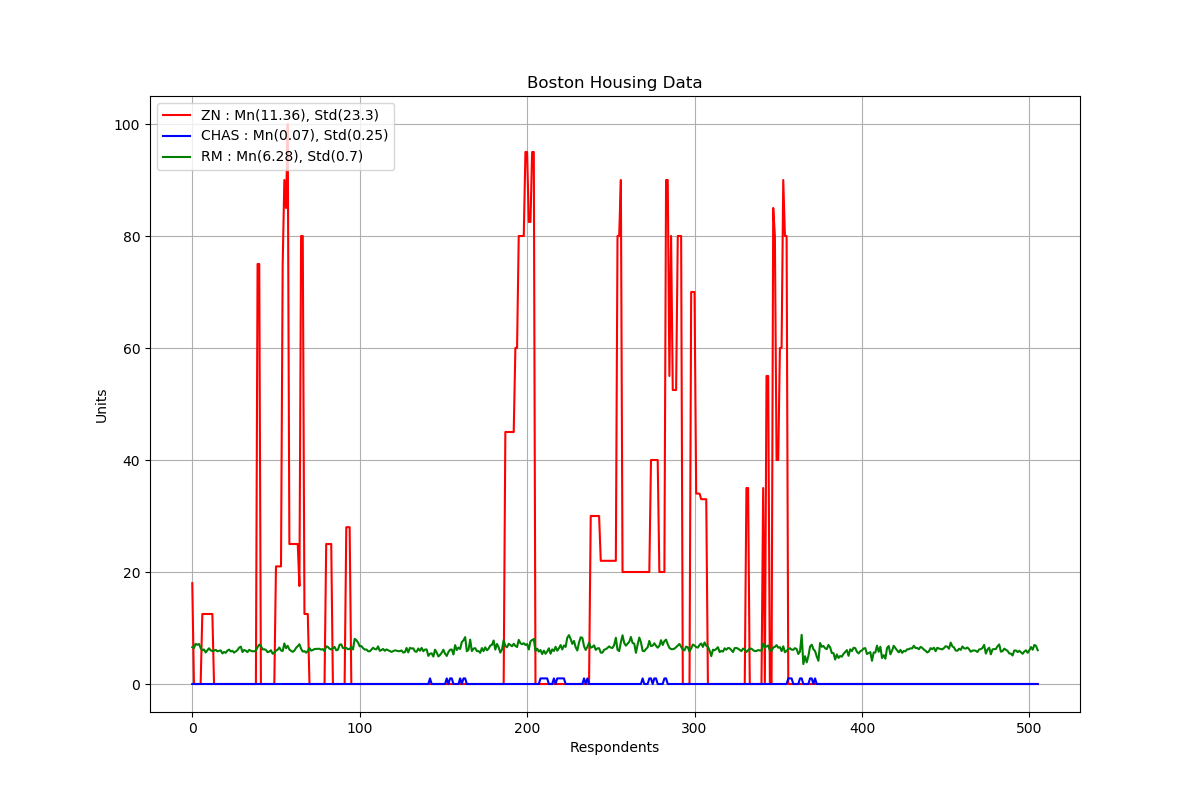 Boston Housing Data
ZN : Mn(11.36), Std(23.3)
CHAS : Mn(0.07), Std(0.25)
RM : Mn(6.28), Std(0.7)
100
80
60
40
20
0
Units
0 100 200 300 400 500
Respondents